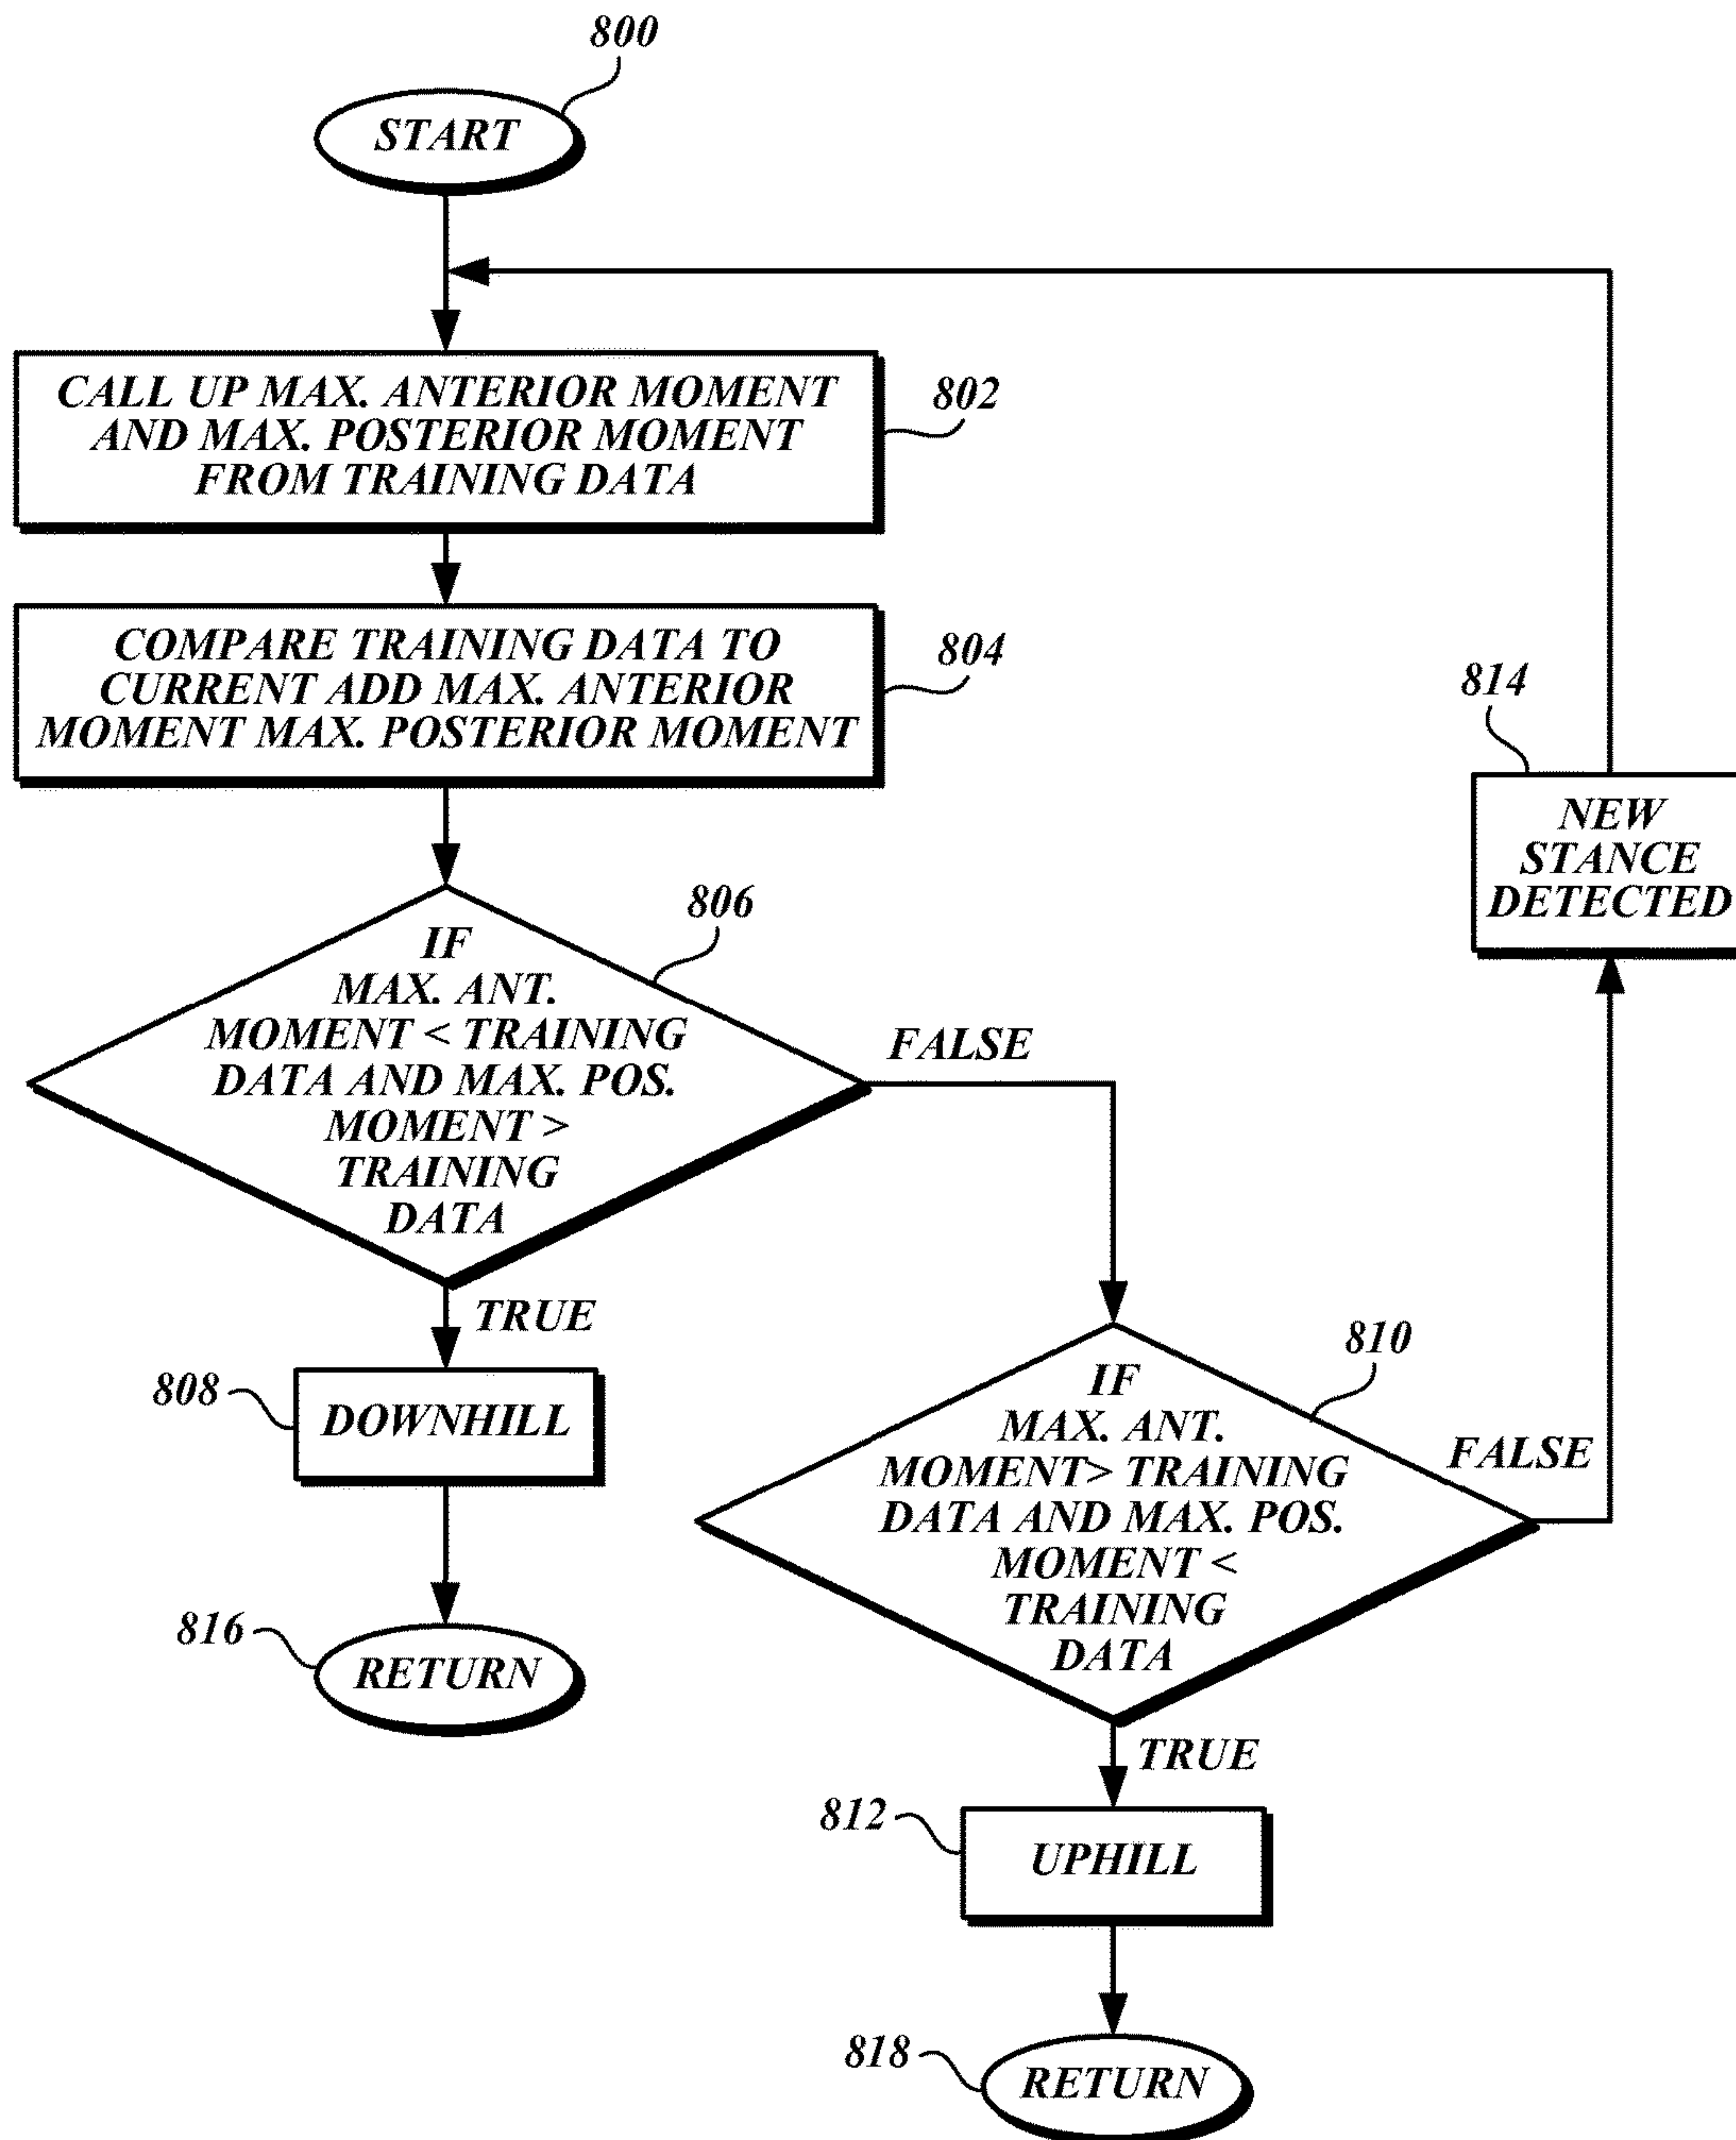 800
START
CALL UP MAX. ANTERIOR MOMENT
AND MAX. POSTERIOR MOMENT
FROM TRAINING DATA
802
COMPARE TRAINING DATA TO
CURRENT ADD MAX. ANTERIOR
MOMENT MAX. POSTERIOR MOMENT
804
814
NEW
STANCE
DETECTED
806
IF
MAX. ANT.
MOMENT < TRAINING
DATA AND MAX. POS.
MOMENT >
TRAINING
DATA
FALSE
TRUE
808
DOWNHILL
816
RETURN
810
IF
MAX. ANT.
MOMENT> TRAINING
DATA AND MAX. POS.
MOMENT <
TRAINING
DATA
FALSE
TRUE
812
UPHILL
818
RETURN